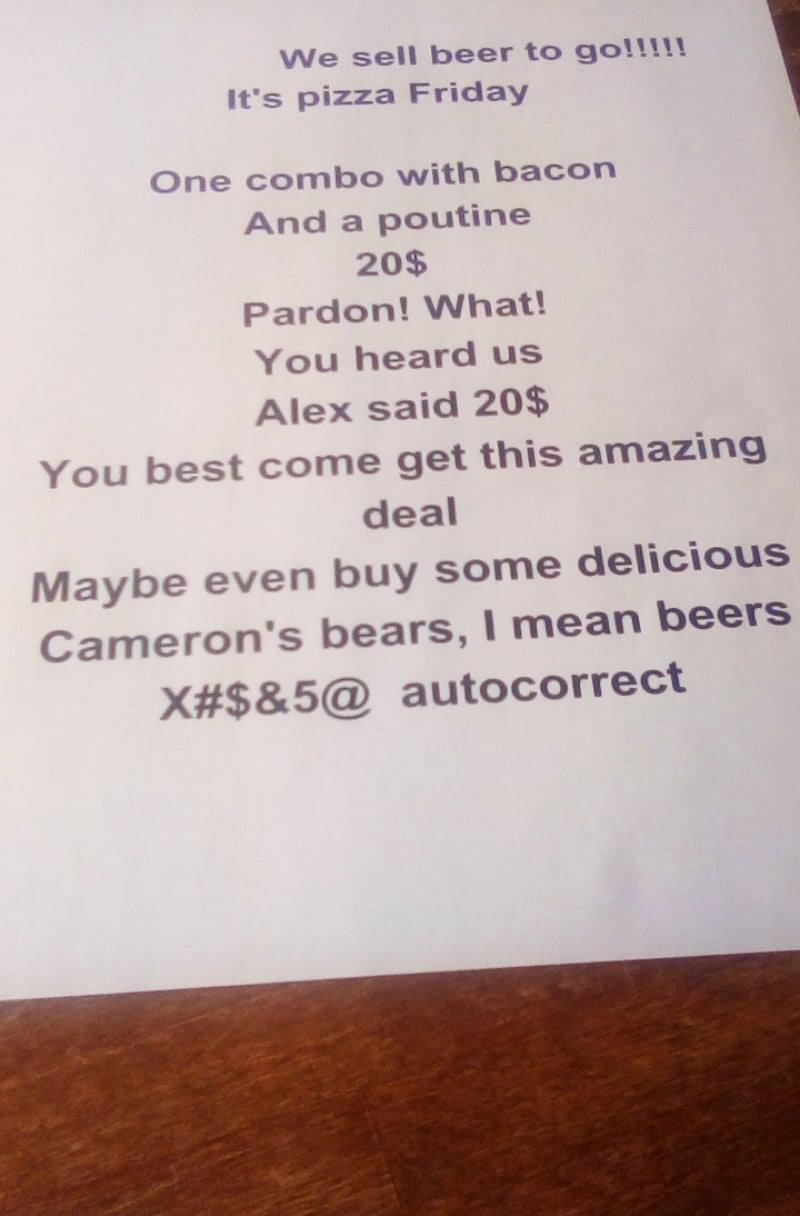 We sell beer to go!!!!!
It's pizza Friday
One combo with bacon
And a poutine
20$
Pardon! What!
You heard us
Alex said 20$
You best come get this amazing
deal
Maybe even buy some delicious
Cameron's bears, I mean beers
X#$&5@ autocorrect